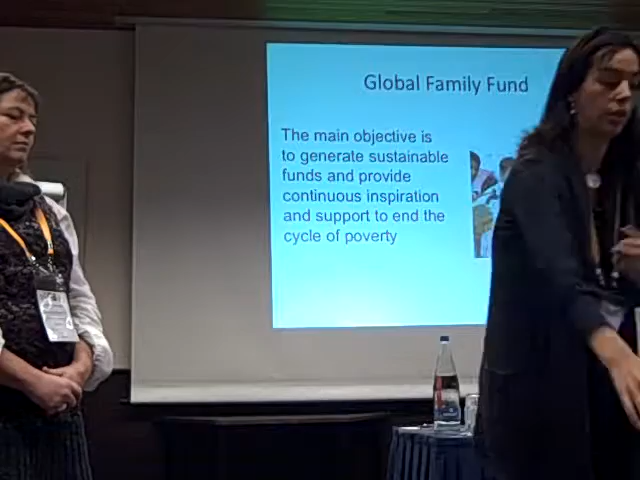 Global Family Fund
The main objective is
to generate sustainable
funds and provide
continuous inspiration
and support to end the
cycle of poverty